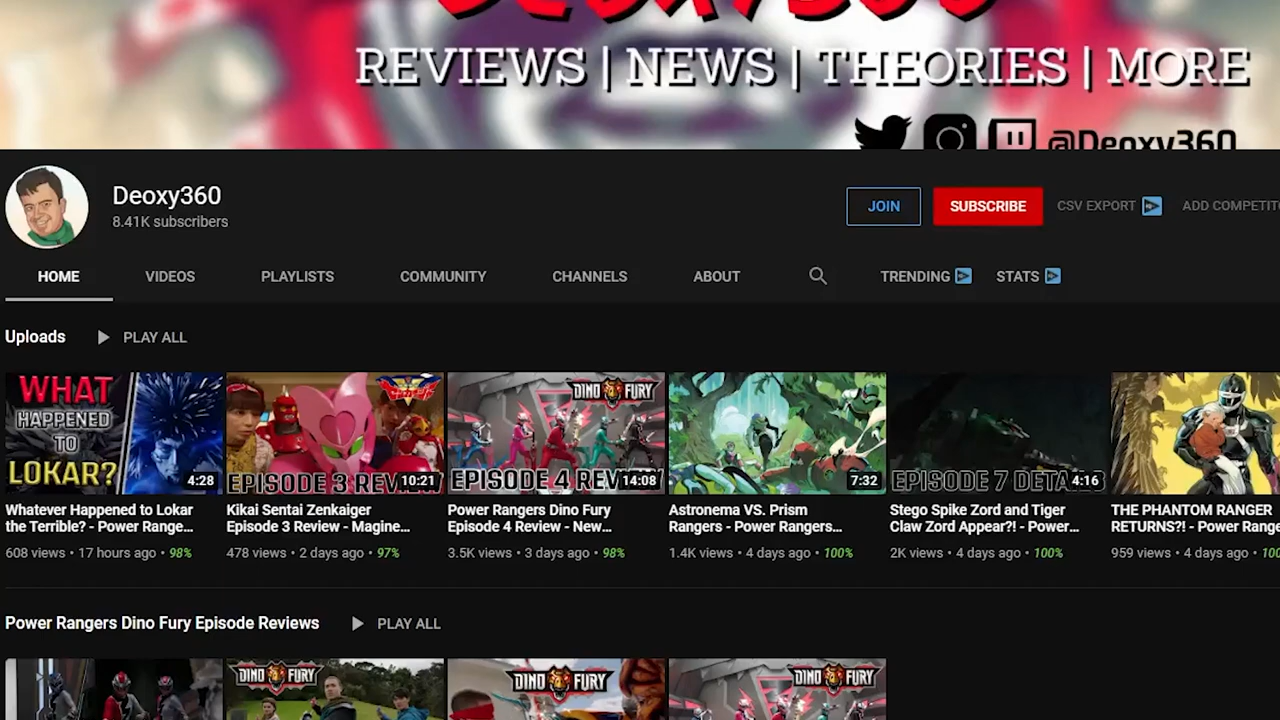 Deoxy360
REVIEWS | NEWS | THEORIES | MORE
@Deoxy360
Deoxy360
8.41K subscribers
JOIN
SUBSCRIBE
CSV EXPORT
ADD COMPETIT
HOME
VIDEOS
PLAYLISTS
COMMUNITY
CHANNELS
ABOUT
TRENDING
STATS
Uploads
PLAY ALL
WHAT
HAPPENED
TO
LOKAR?
4:28
Whatever Happened to Lokar
the Terrible? - Power Range...
608 views • 17 hours ago • 98%
EPISODE 3 REVI
10:21
Kikai Sentai Zenkaiger
Episode 3 Review - Magine...
478 views • 2 days ago • 97%
DINO FURY
EPISODE 4 REV
14:08
Power Rangers Dino Fury
Episode 4 Review - New...
3.5K views • 3 days ago • 98%
7:32
Astronema VS. Prism
Rangers - Power Rangers...
1.4K views • 4 days ago • 100%
EPISODE 7 DETA
4:16
Stego Spike Zord and Tiger
Claw Zord Appear?! - Power...
2K views • 4 days ago • 100%
THE PHANTOM RANGER
RETURNS?! - Power Range
959 views • 4 days ago • 100
Power Rangers Dino Fury Episode Reviews
PLAY ALL
DINO FURY
DINO FURY
DINO FURY